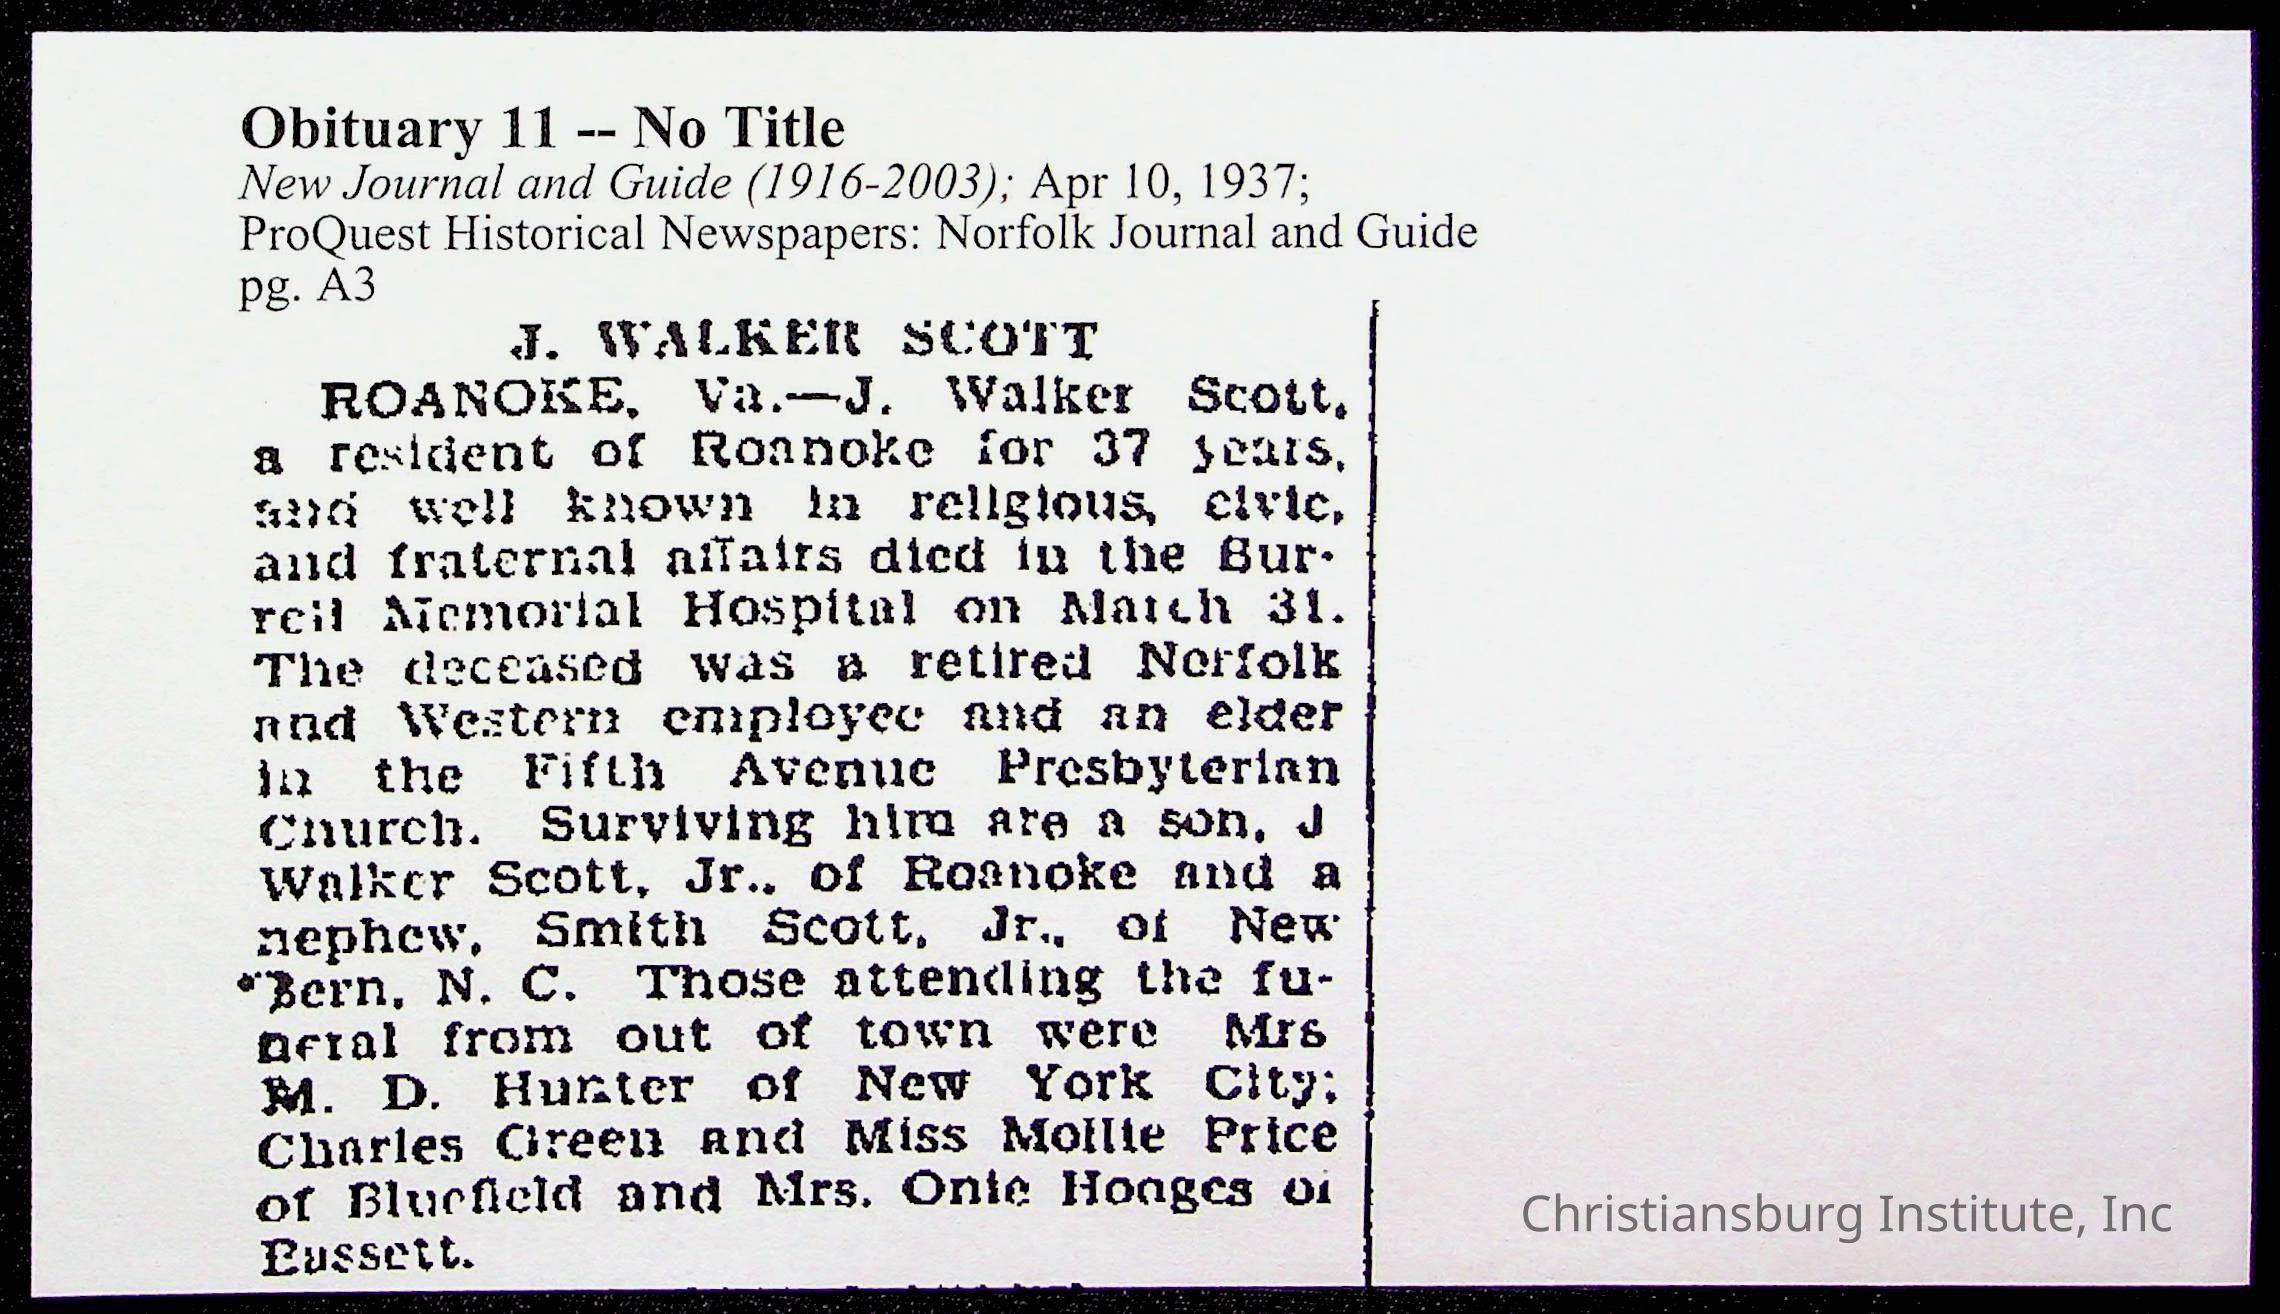 Obituary 11 -- No Title
New Journal and Guide (1916-2003); Apr 10, 1937;
ProQuest Historical Newspapers: Norfolk Journal and Guide
pg. A3
J. WALKER SCOTT
ROANOKE, Va.—J. Walker Scott,
a resident of Roanoke for 37 years,
and well known in religious, civic,
and fraternal affairs died in the Bur-
rell Memorial Hospital on March 31.
The deceased was a retired Norfolk
and Western employee and an elder
in the Fifth Avenue Presbyterian
Church. Surviving him are a son, J
Walker Scott, Jr., of Roanoke and a
nephew, Smith Scott, Jr., of New
Bern, N. C. Those attending the fu-
neral from out of town were Mrs
M. D. Hunter of New York City;
Charles Green and Miss Mollie Price
of Bluefield and Mrs. Onie of
Bassett.
Christiansburg Institute, Inc